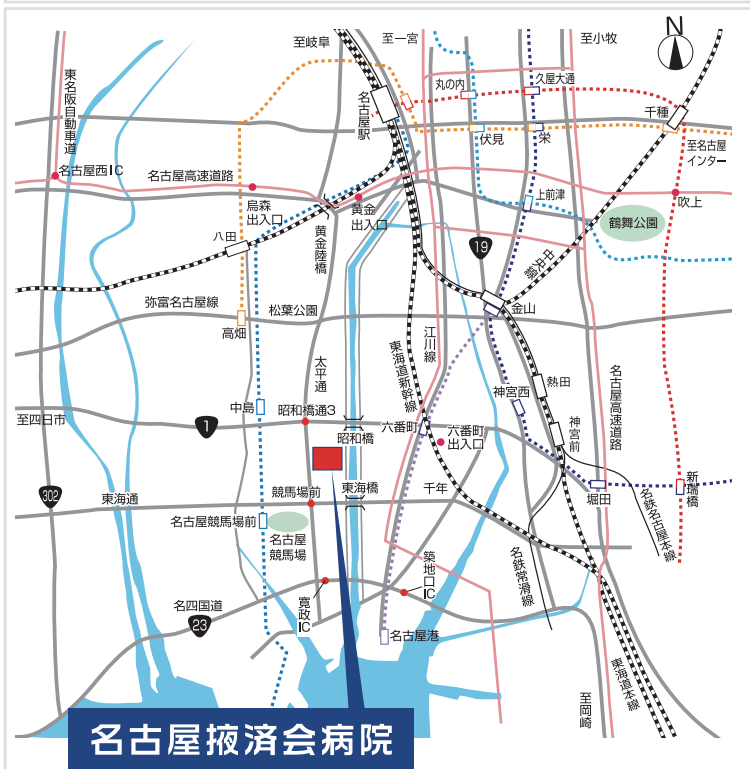 N
至岐阜
至一宮
至小牧
東名阪自動車道
名古屋駅
丸の内
久屋大通
千種
伏見
栄
至名古屋
インター
名古屋西IC
名古屋高速道路
烏森
出入口
黄金
出入口
上前津
吹上
鶴舞公園
八田
黄金陸橋
19
中央線
弥富名古屋線
松葉公園
金山
高畑
太平通
東海道新幹線
江川線
神宮西
熱田
名古屋高速道路
中島
昭和橋通3
至四日市
1
昭和橋
六番町
六番町
出入口
神宮前
302
東海通
競馬場前
東海橋
千年
堀田
新瑞橋
名鉄名古屋本線
名古屋競馬場前
名古屋
競馬場
名鉄常滑線
築地口IC
名四国道
寛政IC
23
名古屋港
東海道本線
至岡崎
名古屋掖済会病院